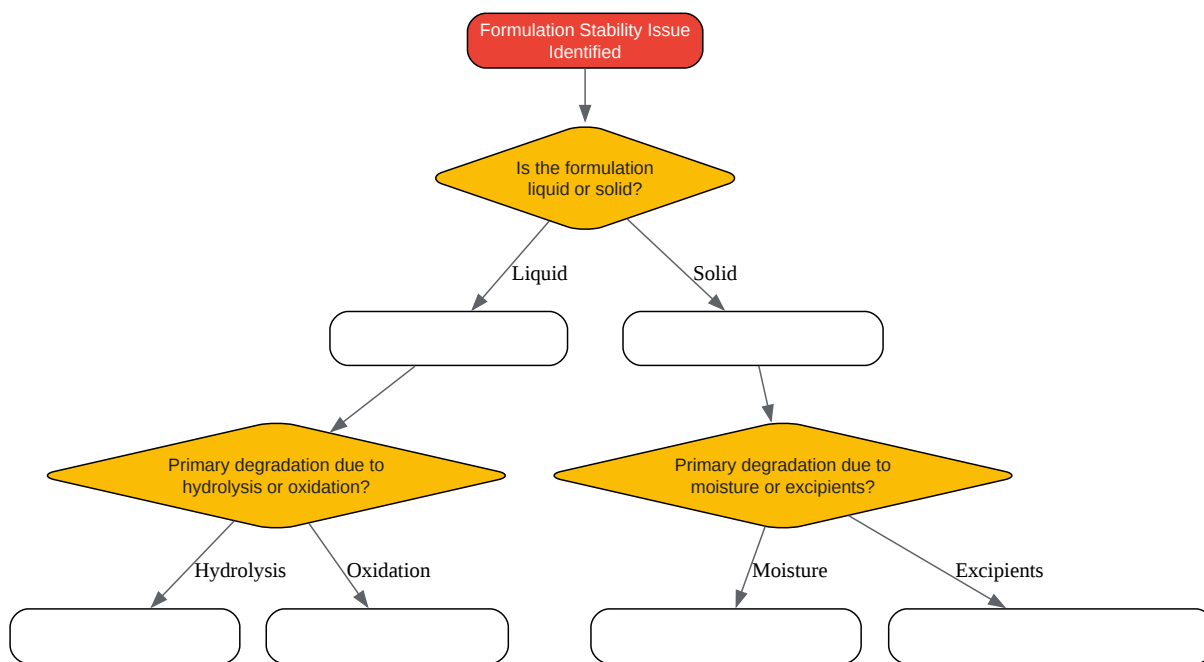 Formulation Stability Issue
Identified
Is the formulation
liquid or solid?
Liquid
Solid
Primary degradation due to
hydrolysis or oxidation?
Primary degradation due to
moisture or excipients?
Hydrolysis
Oxidation
Moisture
Excipients